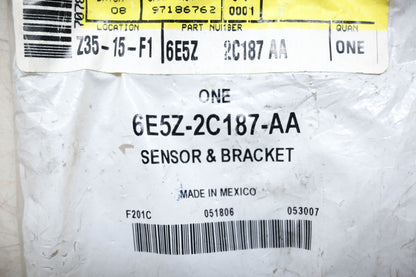 08 97186762 0001
LOCATION PART NUMBER QUAN
Z35-15-F1 6E5Z 2C187 AA ONE
ONE
6E5Z-2C187-AA
SENSOR & BRACKET
MADE IN MEXICO
F201C 051806 053007